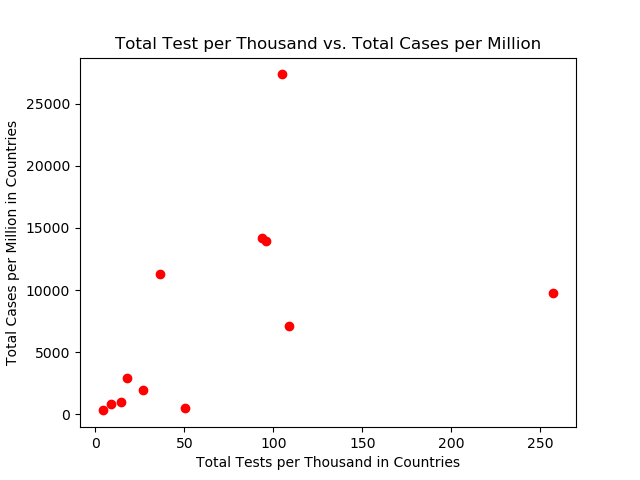 Total Test per Thousand vs. Total Cases per Million
Total Cases per Million in Countries
25000
20000
15000
10000
5000
0
0 50 100 150 200 250
Total Tests per Thousand in Countries